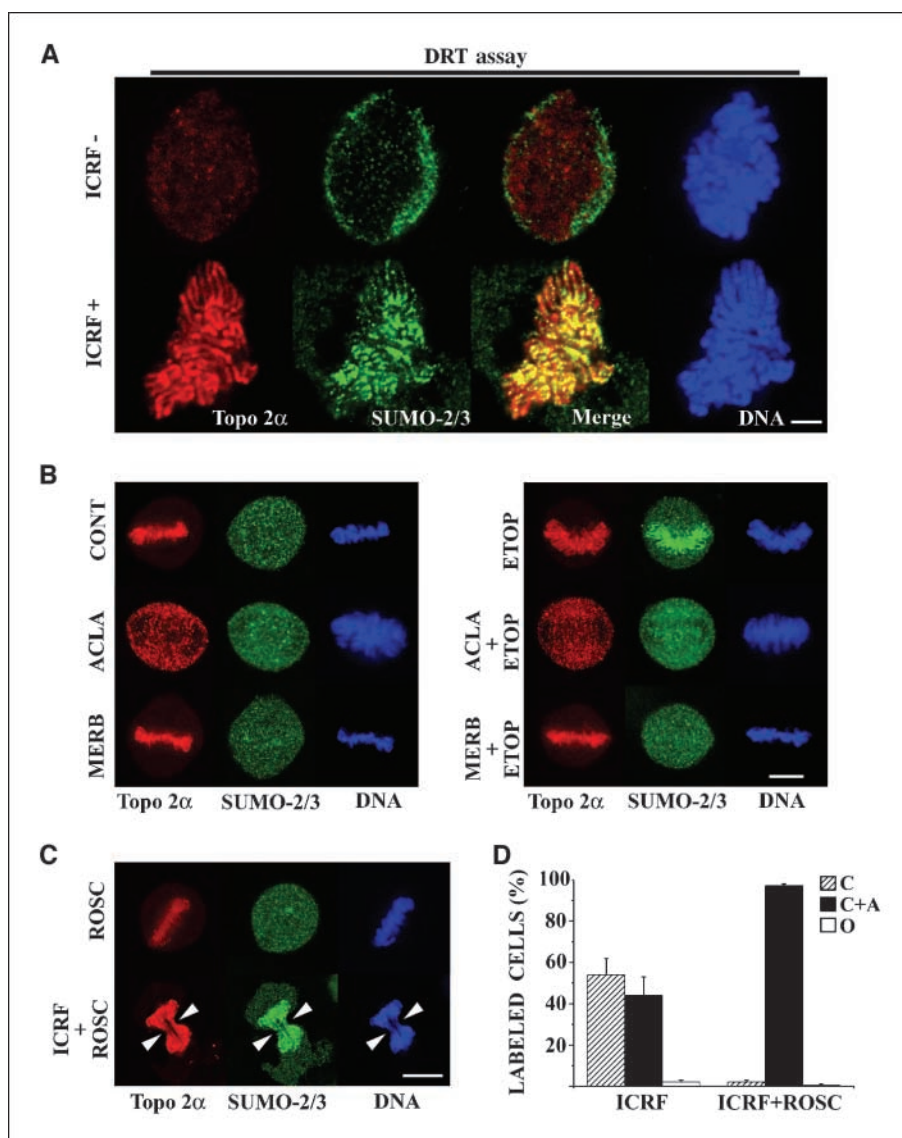 A
DRT assay
ICRF -
ICRF +
Topo 2α
SUMO-2/3
Merge
DNA
B
CONT
ACLA
MERB
Topo 2α SUMO-2/3 DNA
ETOP
ACLA
+
ETOP
MERB
+
ETOP
Topo 2α SUMO-2/3 DNA
C
ROSC
ICRF
+
ROSC
Topo 2α SUMO-2/3 DNA
D
LABELED CELLS (%)
100
80
60
40
20
ICRF ICRF+ROSC
C
C+A
O